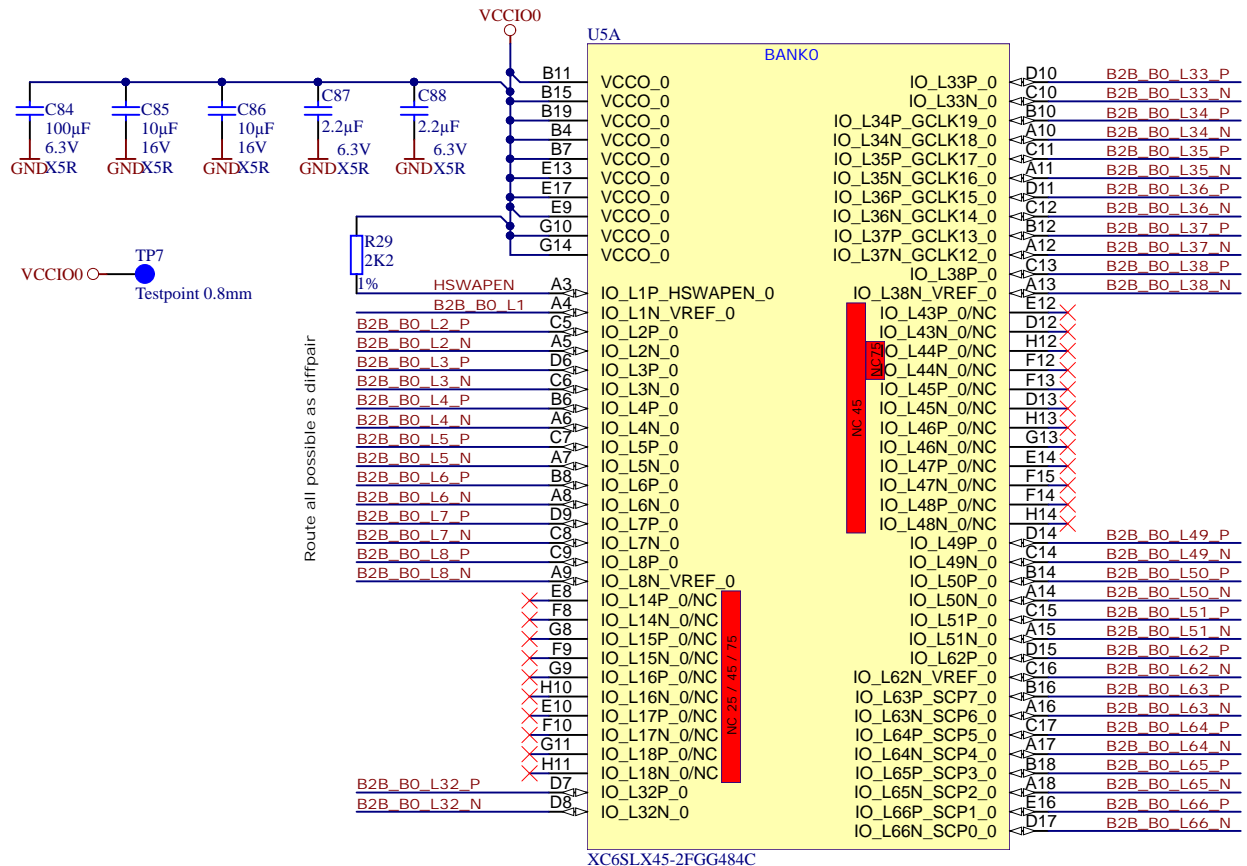 VCCIO0
U5A
BANK0
C84
100µF
6.3V
X5R
GND
C85
10µF
16V
X5R
GND
C86
10µF
16V
X5R
GND
C87
2.2µF
6.3V
X5R
GND
C88
2.2µF
6.3V
X5R
GND
TP7
VCCIO0
Testpoint 0.8mm
R29
2K2
1%
Route all possible as diffpair
B11 VCCO_0
B15 VCCO_0
B19 VCCO_0
B4 VCCO_0
B7 VCCO_0
E13 VCCO_0
E17 VCCO_0
E9 VCCO_0
G10 VCCO_0
G14 VCCO_0
HSWAPEN A3 IO_L1P_HSWAPEN_0
B2B_B0_L1 A4 IO_L1N_VREF_0
B2B_B0_L2_P C5 IO_L2P_0
B2B_B0_L2_N A5 IO_L2N_0
B2B_B0_L3_P D6 IO_L3P_0
B2B_B0_L3_N C6 IO_L3N_0
B2B_B0_L4_P B6 IO_L4P_0
B2B_B0_L4_N A6 IO_L4N_0
B2B_B0_L5_P C7 IO_L5P_0
B2B_B0_L5_N A7 IO_L5N_0
B2B_B0_L6_P B8 IO_L6P_0
B2B_B0_L6_N A8 IO_L6N_0
B2B_B0_L7_P D9 IO_L7P_0
B2B_B0_L7_N C8 IO_L7N_0
B2B_B0_L8_P C9 IO_L8P_0
B2B_B0_L8_N A9 IO_L8N_VREF_0
E8 IO_L14P_0/NC
F8 IO_L14N_0/NC
G8 IO_L15P_0/NC
F9 IO_L15N_0/NC
G9 IO_L16P_0/NC
H10 IO_L16N_0/NC
E10 IO_L17P_0/NC
F10 IO_L17N_0/NC
G11 IO_L18P_0/NC
H11 IO_L18N_0/NC
NC 25 / 45 / 75
B2B_B0_L32_P D7 IO_L32P_0
B2B_B0_L32_N D8 IO_L32N_0
IO_L33P_0 D10 B2B_B0_L33_P
IO_L33N_0 C10 B2B_B0_L33_N
IO_L34P_GCLK19_0 B10 B2B_B0_L34_P
IO_L34N_GCLK18_0 A10 B2B_B0_L34_N
IO_L35P_GCLK17_0 C11 B2B_B0_L35_P
IO_L35N_GCLK16_0 A11 B2B_B0_L35_N
IO_L36P_GCLK15_0 D11 B2B_B0_L36_P
IO_L36N_GCLK14_0 C12 B2B_B0_L36_N
IO_L37P_GCLK13_0 B12 B2B_B0_L37_P
IO_L37N_GCLK12_0 A12 B2B_B0_L37_N
IO_L38P_0 C13 B2B_B0_L38_P
IO_L38N_VREF_0 A13 B2B_B0_L38_N
IO_L43P_0/NC E12
IO_L43N_0/NC D12
IO_L44P_0/NC H12
IO_L44N_0/NC F12
IO_L45P_0/NC F13
IO_L45N_0/NC D13
IO_L46P_0/NC H13
IO_L46N_0/NC G13
IO_L47P_0/NC E14
IO_L47N_0/NC F15
IO_L48P_0/NC F14
IO_L48N_0/NC H14
NC 45
NC75
IO_L49P_0 D14 B2B_B0_L49_P
IO_L49N_0 C14 B2B_B0_L49_N
IO_L50P_0 B14 B2B_B0_L50_P
IO_L50N_0 A14 B2B_B0_L50_N
IO_L51P_0 C15 B2B_B0_L51_P
IO_L51N_0 A15 B2B_B0_L51_N
IO_L62P_0 D15 B2B_B0_L62_P
IO_L62N_VREF_0 C16 B2B_B0_L62_N
IO_L63P_SCP7_0 B16 B2B_B0_L63_P
IO_L63N_SCP6_0 A16 B2B_B0_L63_N
IO_L64P_SCP5_0 C17 B2B_B0_L64_P
IO_L64N_SCP4_0 A17 B2B_B0_L64_N
IO_L65P_SCP3_0 B18 B2B_B0_L65_P
IO_L65N_SCP2_0 A18 B2B_B0_L65_N
IO_L66P_SCP1_0 E16 B2B_B0_L66_P
IO_L66N_SCP0_0 D17 B2B_B0_L66_N
XC6SLX45-2FGG484C